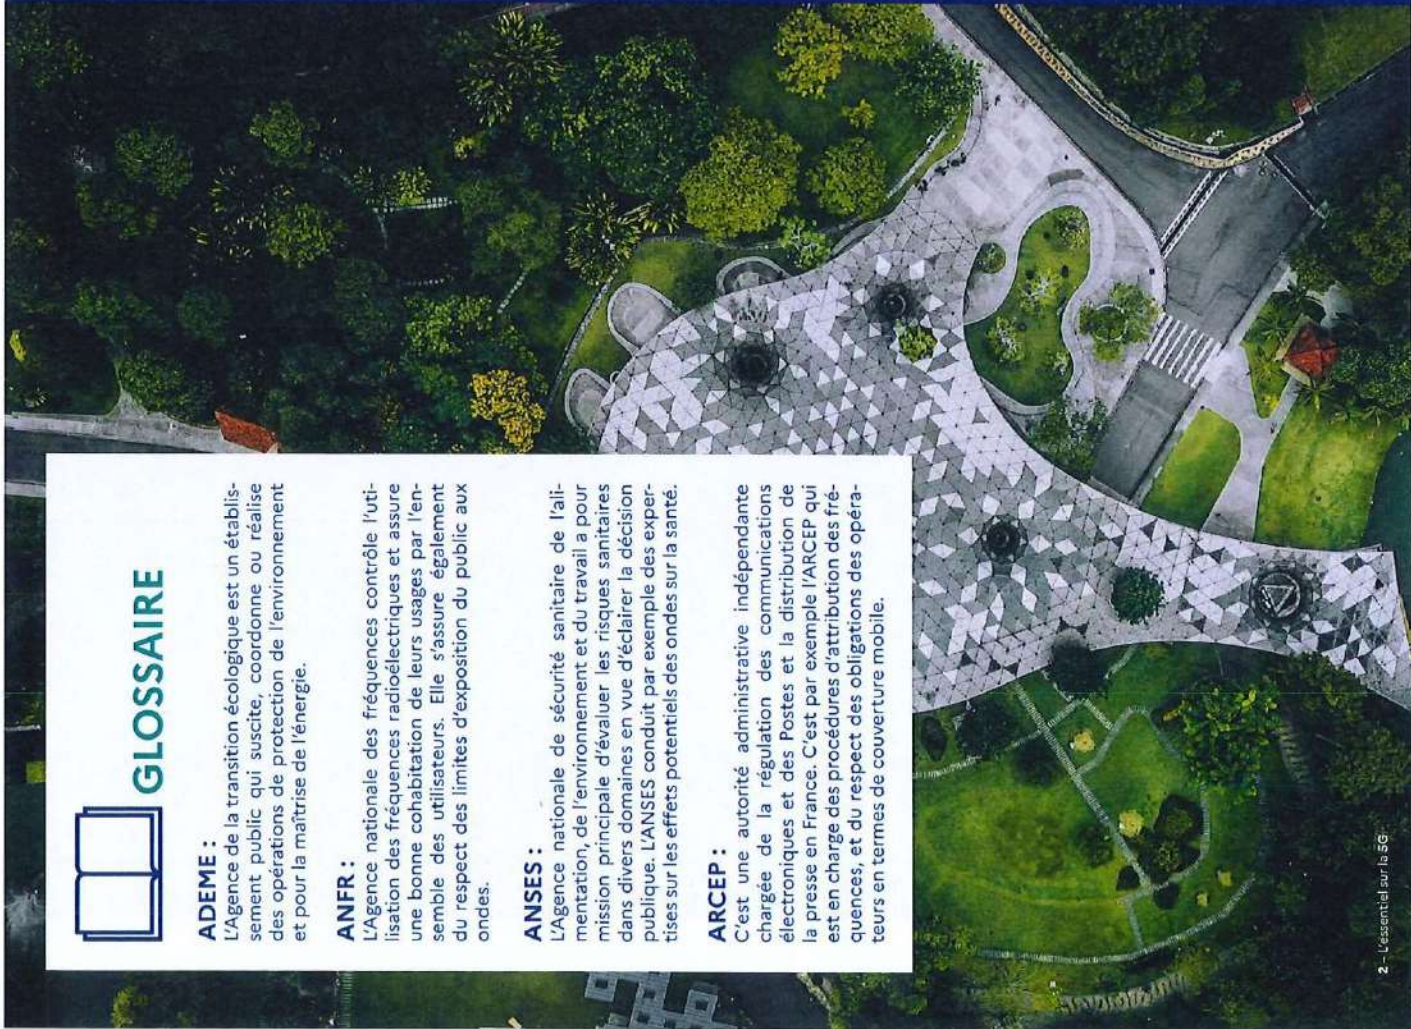 GLOSSAIRE
ADEME :
L'Agence de la transition écologique est un établis-
sement public qui suscite, coordonne ou réalise
des opérations de protection de l'environnement
et pour la maîtrise de l'énergie.
ANFR :
L'Agence nationale des fréquences contrôle l'uti-
lisation des fréquences radioélectriques et assure
une bonne cohabitation de leurs usages par l'en-
semble des utilisateurs. Elle s'assure également
du respect des limites d'exposition du public aux
ondes.
ANSES :
L'Agence nationale de sécurité sanitaire de l'ali-
mentation, de l'environnement et du travail a pour
mission principale d'évaluer les risques sanitaires
dans divers domaines en vue d'éclairer la décision
publique. L'ANSES conduit par exemple des exper-
tises sur les effets potentiels des ondes sur la santé.
ARCEP :
C'est une autorité administrative indépendante
chargée de la régulation des communications
électroniques et des Postes et la distribution de
la presse en France. C'est par exemple l'ARCEP qui
est en charge des procédures d'attribution des fré-
quences, et du respect des obligations des opéra-
teurs en termes de couverture mobile.
2 – L'essentiel sur la 5G